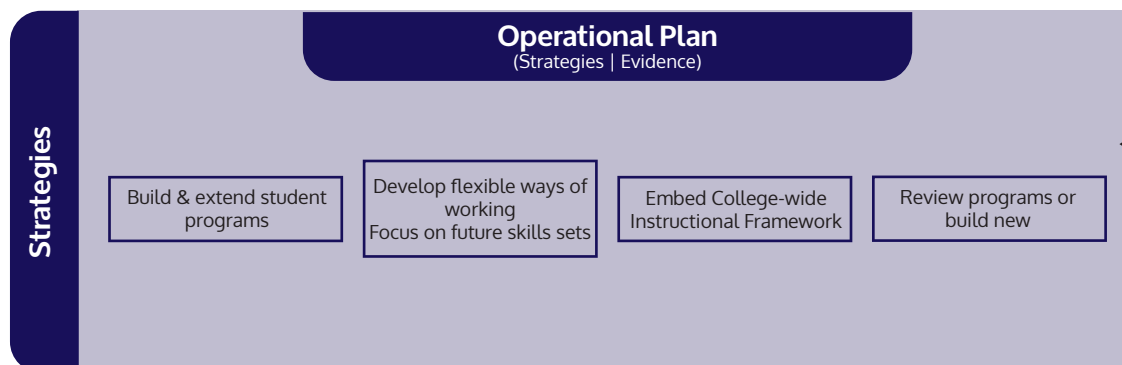 Operational Plan
(Strategies | Evidence)
Strategies
Build & extend student
programs
Develop flexible ways of
working
Focus on future skills sets
Embed College-wide
Instructional Framework
Review programs or
build new